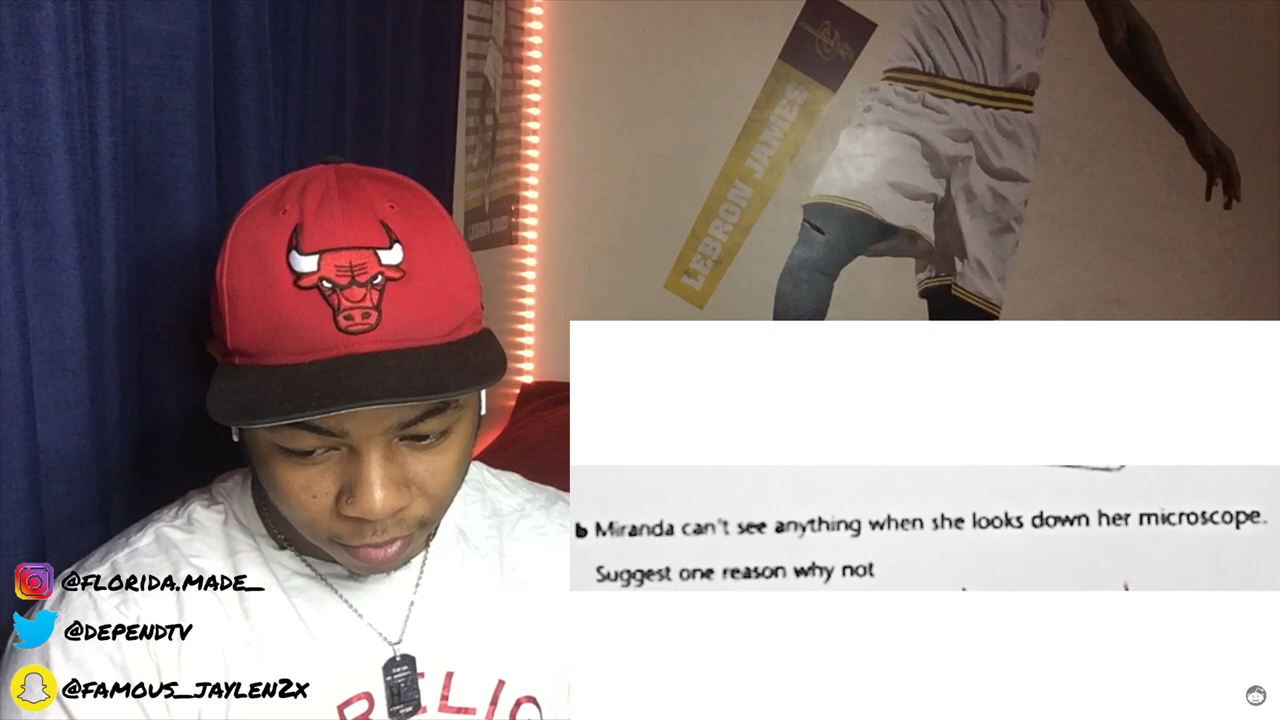 LEBRON JAMES
b Miranda can't see anything when she looks down her microscope.
Suggest one reason why not
@FLORIDA.MADE_
@DEPENDTV
@FAMOUS_JAYLEN2X
RELIG